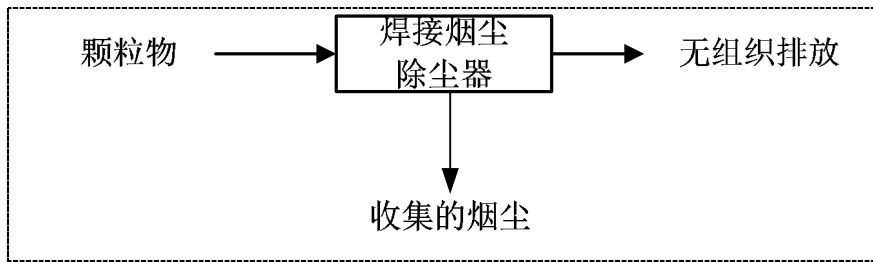 颗粒物
焊接烟尘
除尘器
无组织排放
收集的烟尘